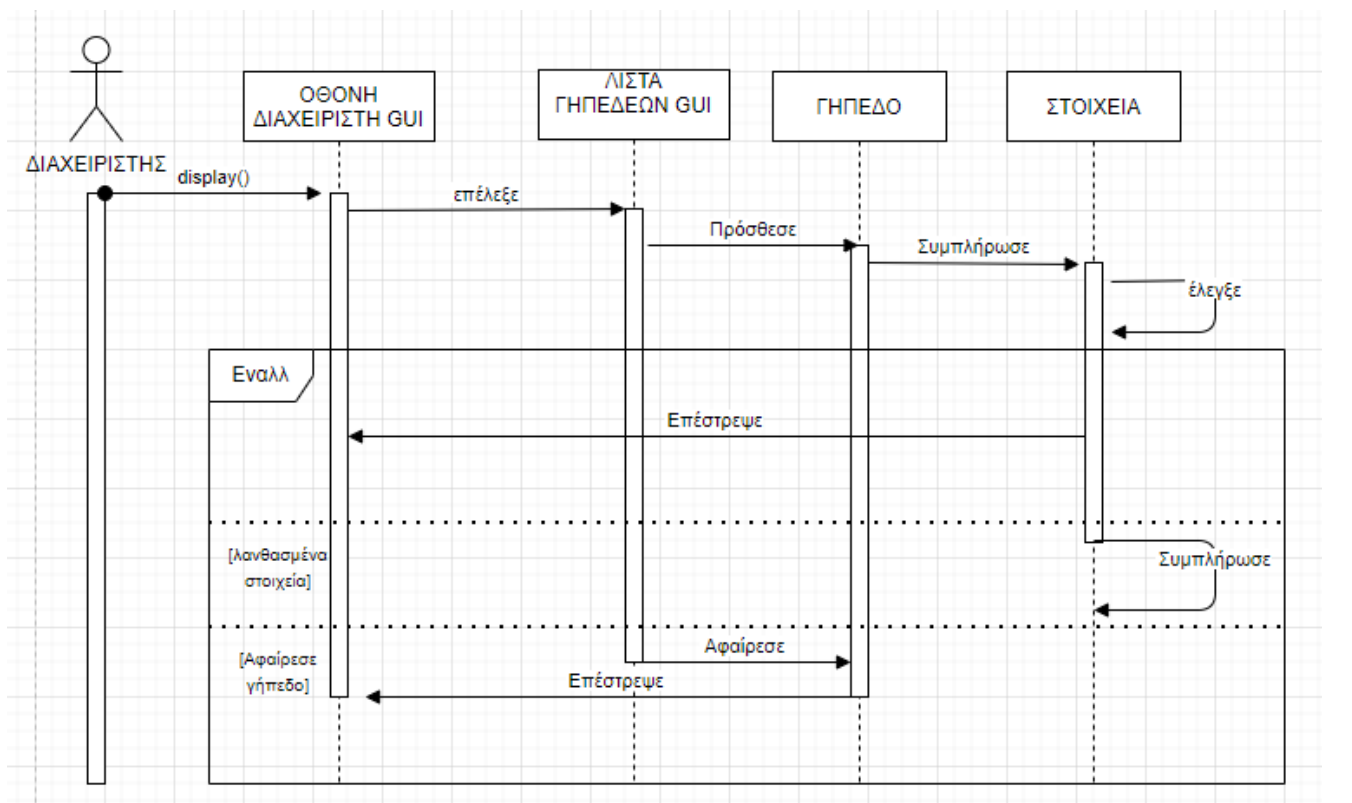 ΟΘΟΝΗ
ΔΙΑΧΕΙΡΙΣΤΗ GUI
ΛΙΣΤΑ
ΓΗΠΕΔΕΩΝ GUI
ΓΗΠΕΔΟ
ΣΤΟΙΧΕΙΑ
ΔΙΑΧΕΙΡΙΣΤΗΣ
display()
επέλεξε
Πρόσθεσε
Συμπλήρωσε
έλεγξε
Εναλλ
Επέστρεψε
[λανθασμένα
στοιχεία]
Συμπλήρωσε
Αφαίρεσε
[Αφαίρεσε
γήπεδο]
Επέστρεψε